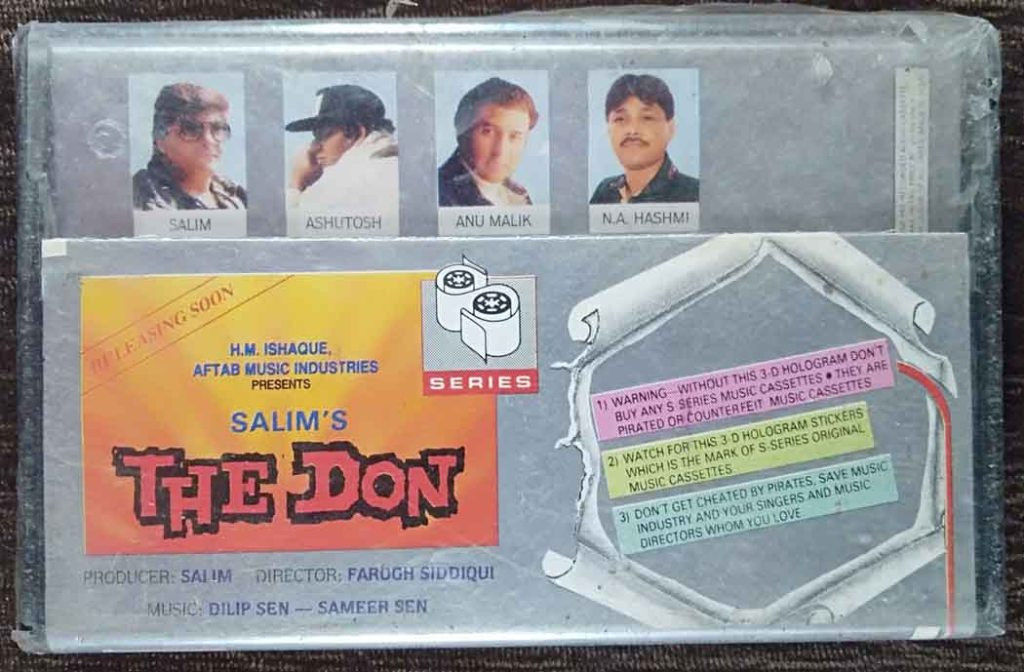 SALIM
ASHUTOSH
ANU MALIK
N.A. HASHMI
RELEASING SOON
H.M. ISHAQUE,
AFTAB MUSIC INDUSTRIES
PRESENTS
SALIM'S
THE DON
SERIES
PRODUCER: SALIM DIRECTOR: FARUGH SIDDIQUI
MUSIC: DILIP SEN — SAMEER SEN
1) WARNING...WITHOUT THIS 3-D HOLOGRAM DON'T
BUY ANY S SERIES MUSIC CASSETTES • THEY ARE
PIRATED OR COUNTERFEIT MUSIC CASSETTES
2) WATCH FOR THIS 3-D HOLOGRAM STICKERS
WHICH IS THE MARK OF S-SERIES ORIGINAL
MUSIC CASSETTES
3) DON'T GET CHEATED BY PIRATES, SAVE MUSIC
INDUSTRY AND YOUR SINGERS AND MUSIC
DIRECTORS WHOM YOU LOVE